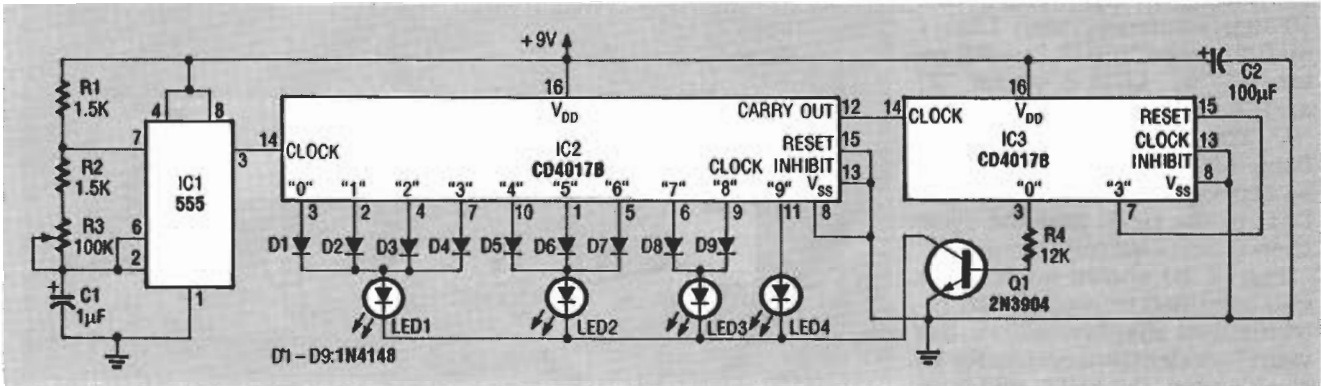 +9V
R1
1.5K
R2
1.5K
R3
100K
C1
1µF
+
4
8
7
6
2
3
1
IC1
555
14
CLOCK
16
VDD
IC2
CD4017B
CARRY OUT
12
RESET
15
CLOCK
INHIBIT
13
VSS
8
"0"
"1"
"2"
"3"
"4"
"5"
"6"
"7"
"8"
"9"
3
2
4
7
10
1
5
6
9
11
D1
D2
D3
D4
D5
D6
D7
D8
D9
LED1
LED2
LED3
LED4
D1–D9:1N4148
14
CLOCK
16
VDD
IC3
CD4017B
RESET
15
CLOCK
INHIBIT
13
VSS
8
"0"
"3"
3
7
R4
12K
Q1
2N3904
+
C2
100µF